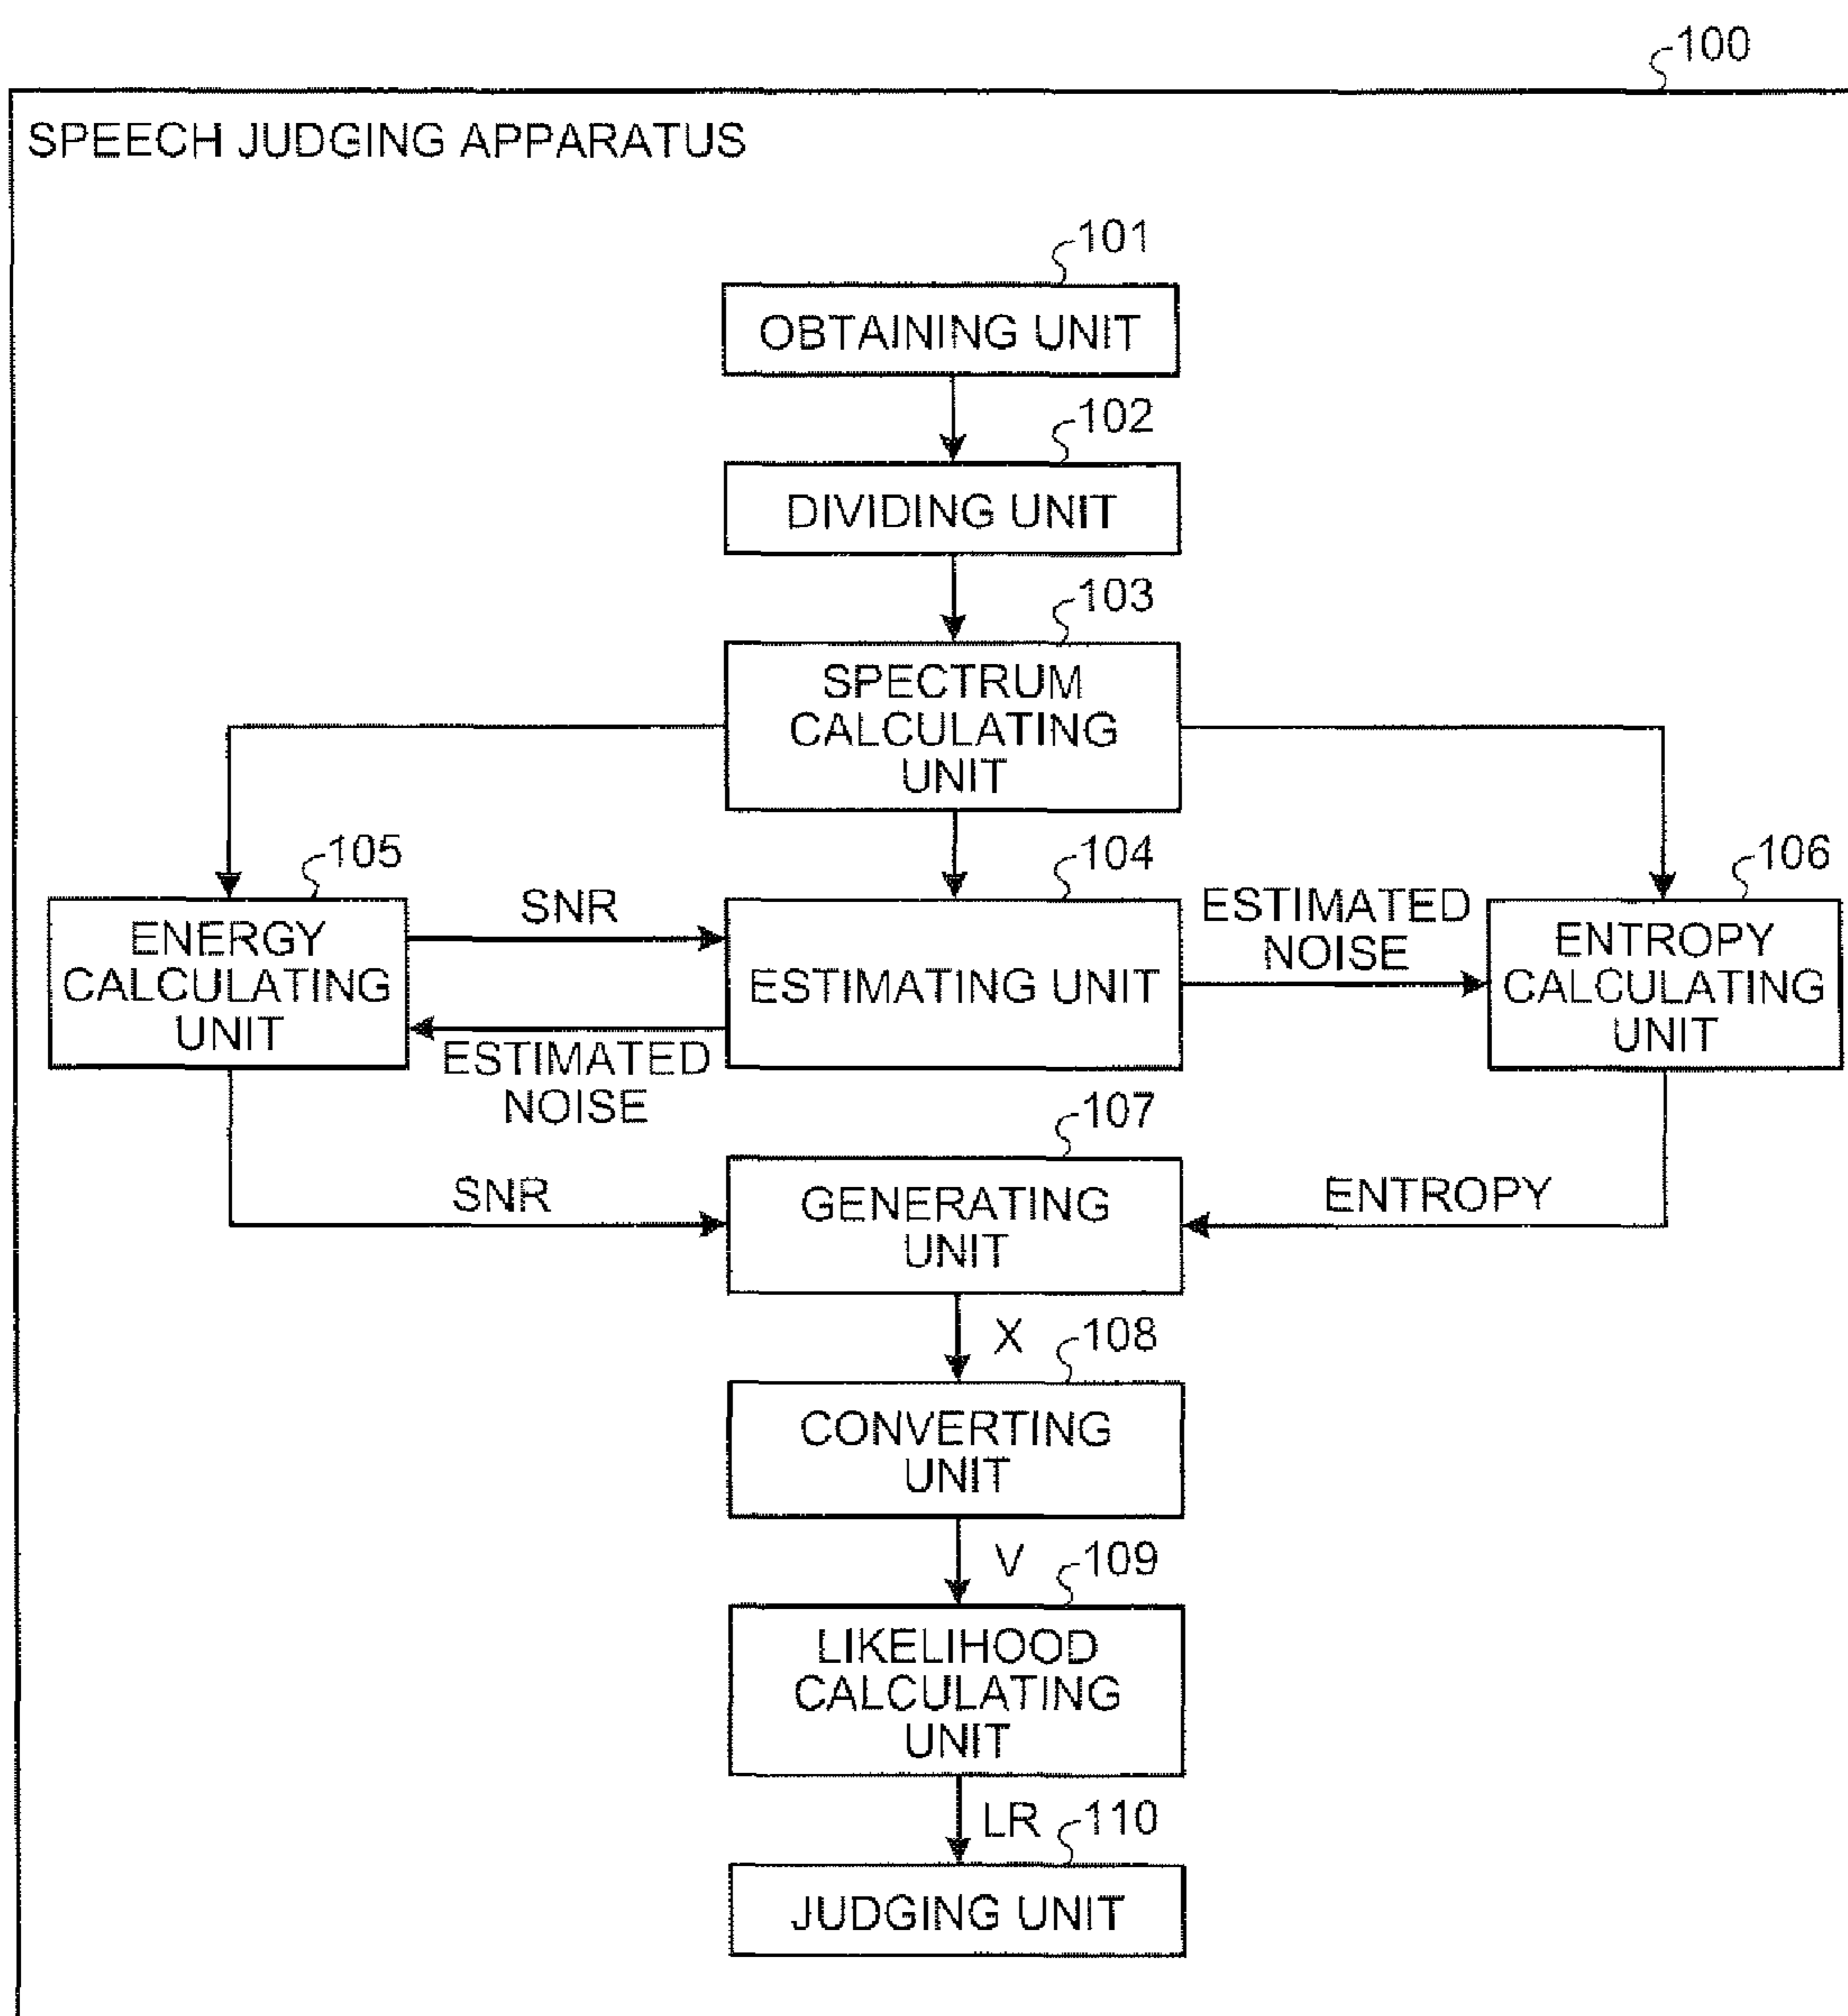 100
SPEECH JUDGING APPARATUS
101
OBTAINING UNIT
102
DIVIDING UNIT
103
SPECTRUM
CALCULATING
UNIT
105
ENERGY
CALCULATING
UNIT
SNR
104
ESTIMATING UNIT
ESTIMATED
NOISE
106
ENTROPY
CALCULATING
UNIT
ESTIMATED
NOISE
SNR
107
GENERATING
UNIT
ENTROPY
X
108
CONVERTING
UNIT
V
109
LIKELIHOOD
CALCULATING
UNIT
LR
110
JUDGING UNIT